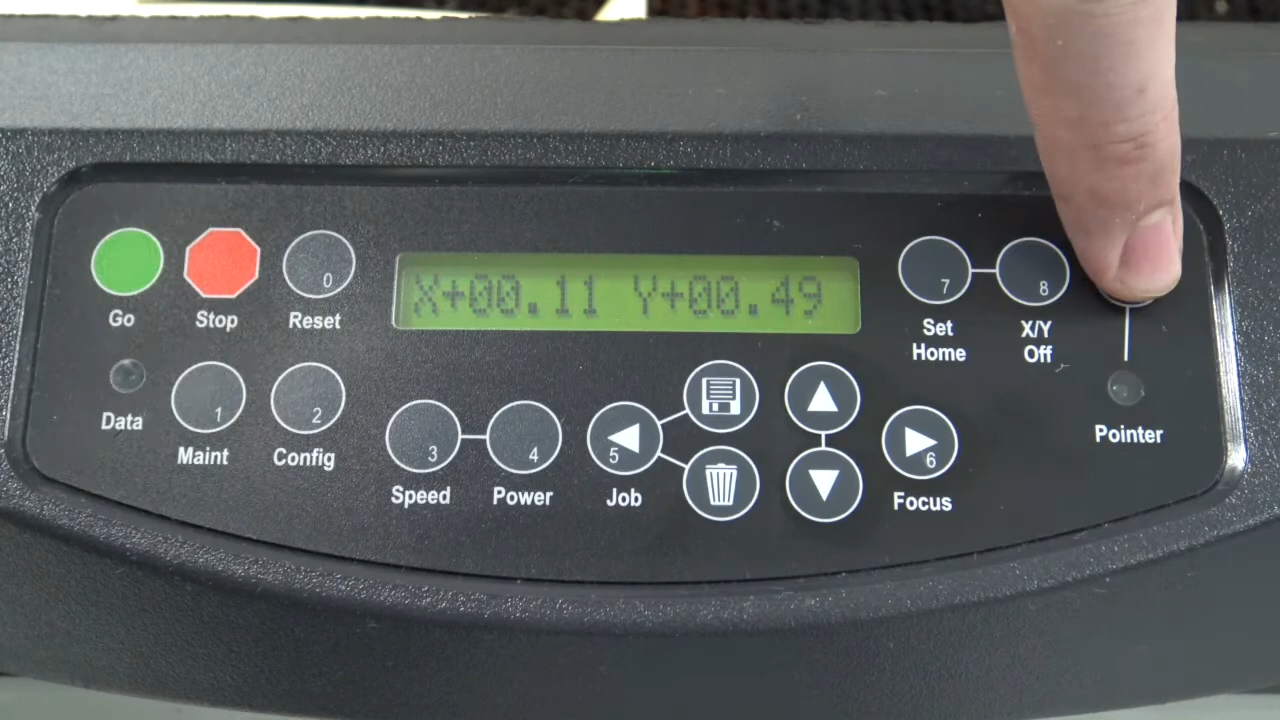 0
X+00.11 Y+00.49
7
8
Go
Stop
Reset
Set
Home
X/Y
Off
Data
1
2
Maint
Config
3
4
5
6
Pointer
Speed
Power
Job
Focus